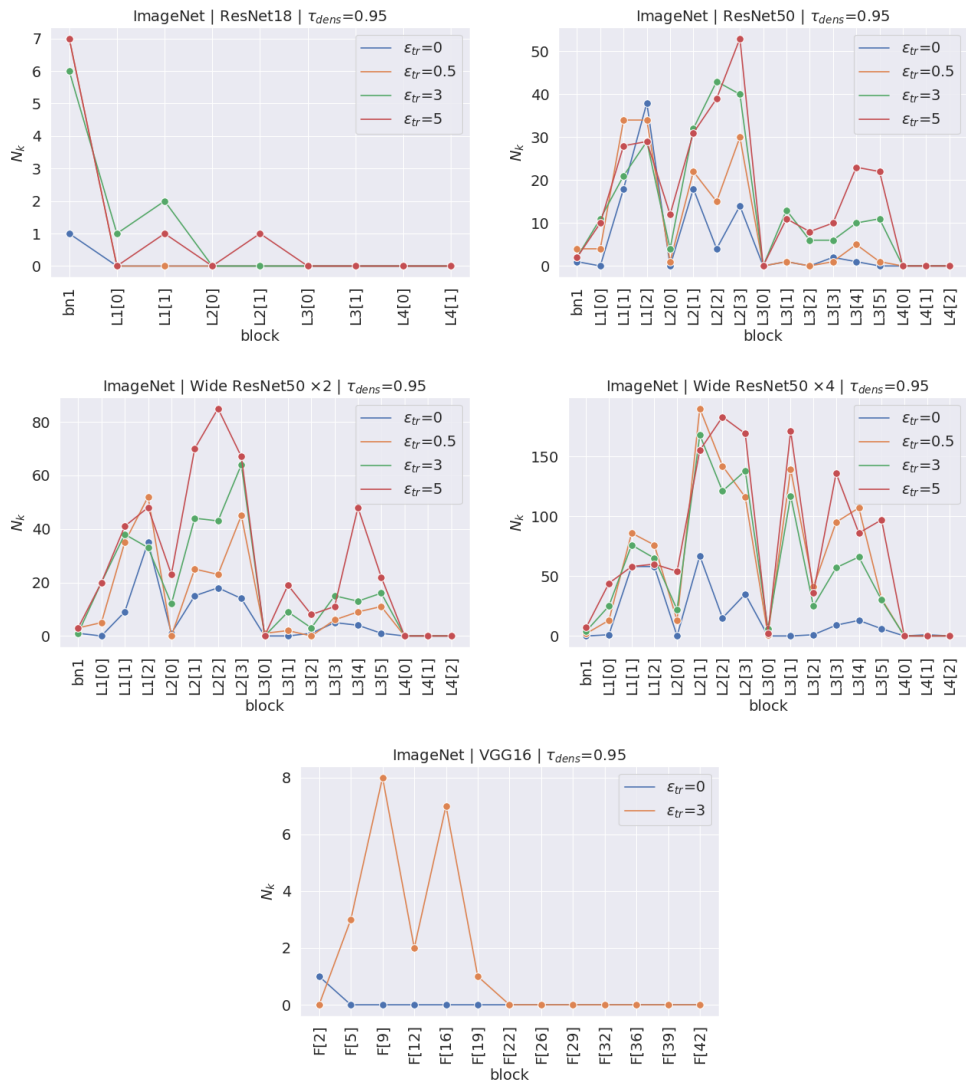 ImageNet | ResNet18 | τdens=0.95
7
6
5
4
3
2
1
0
Nk
εtr=0
εtr=0.5
εtr=3
εtr=5
bn1
L1[0]
L1[1]
L2[0]
L2[1]
L3[0]
L3[1]
L4[0]
L4[1]
block
ImageNet | ResNet50 | τdens=0.95
50
40
30
20
10
0
Nk
εtr=0
εtr=0.5
εtr=3
εtr=5
bn1
L1[0]
L1[1]
L1[2]
L2[0]
L2[1]
L2[2]
L2[3]
L3[0]
L3[1]
L3[2]
L3[3]
L3[4]
L3[5]
L4[0]
L4[1]
L4[2]
block
ImageNet | Wide ResNet50 ×2 | τdens=0.95
80
60
40
20
0
Nk
εtr=0
εtr=0.5
εtr=3
εtr=5
bn1
L1[0]
L1[1]
L1[2]
L2[0]
L2[1]
L2[2]
L2[3]
L3[0]
L3[1]
L3[2]
L3[3]
L3[4]
L3[5]
L4[0]
L4[1]
L4[2]
block
ImageNet | Wide ResNet50 ×4 | τdens=0.95
150
100
50
0
Nk
εtr=0
εtr=0.5
εtr=3
εtr=5
bn1
L1[0]
L1[1]
L1[2]
L2[0]
L2[1]
L2[2]
L2[3]
L3[0]
L3[1]
L3[2]
L3[3]
L3[4]
L3[5]
L4[0]
L4[1]
L4[2]
block
ImageNet | VGG16 | τdens=0.95
8
6
4
2
0
Nk
εtr=0
εtr=3
F[2]
F[5]
F[9]
F[12]
F[16]
F[19]
F[22]
F[26]
F[29]
F[32]
F[36]
F[39]
F[42]
block